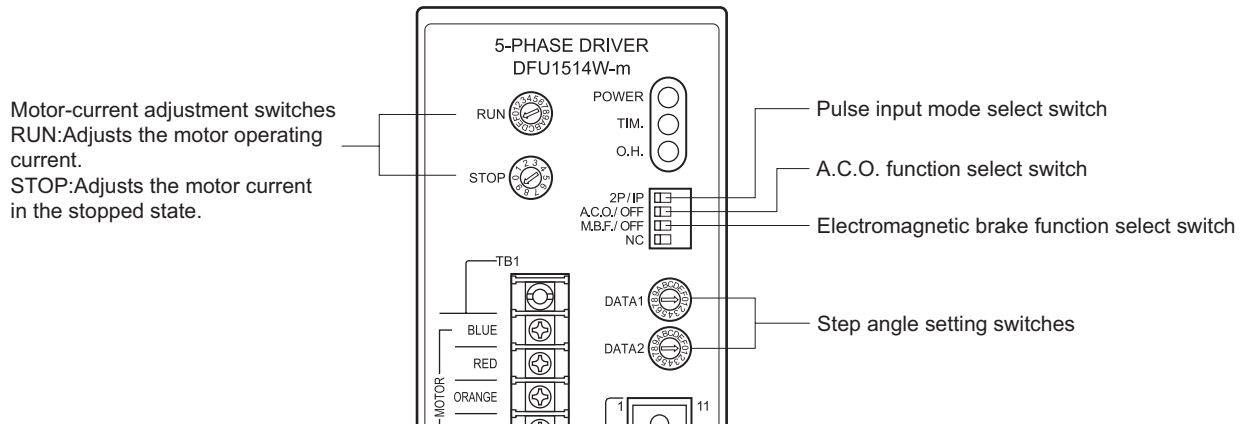 5-PHASE DRIVER
DFU1514W-m
Motor-current adjustment switches
RUN:Adjusts the motor operating
current.
STOP:Adjusts the motor current
in the stopped state.
RUN
STOP
POWER
TIM.
O.H.
2P/IP
A.C.O./OFF
M.B.F./OFF
NC
Pulse input mode select switch
A.C.O. function select switch
Electromagnetic brake function select switch
TB1
BLUE
RED
ORANGE
MOTOR
DATA1
DATA2
Step angle setting switches
1
11